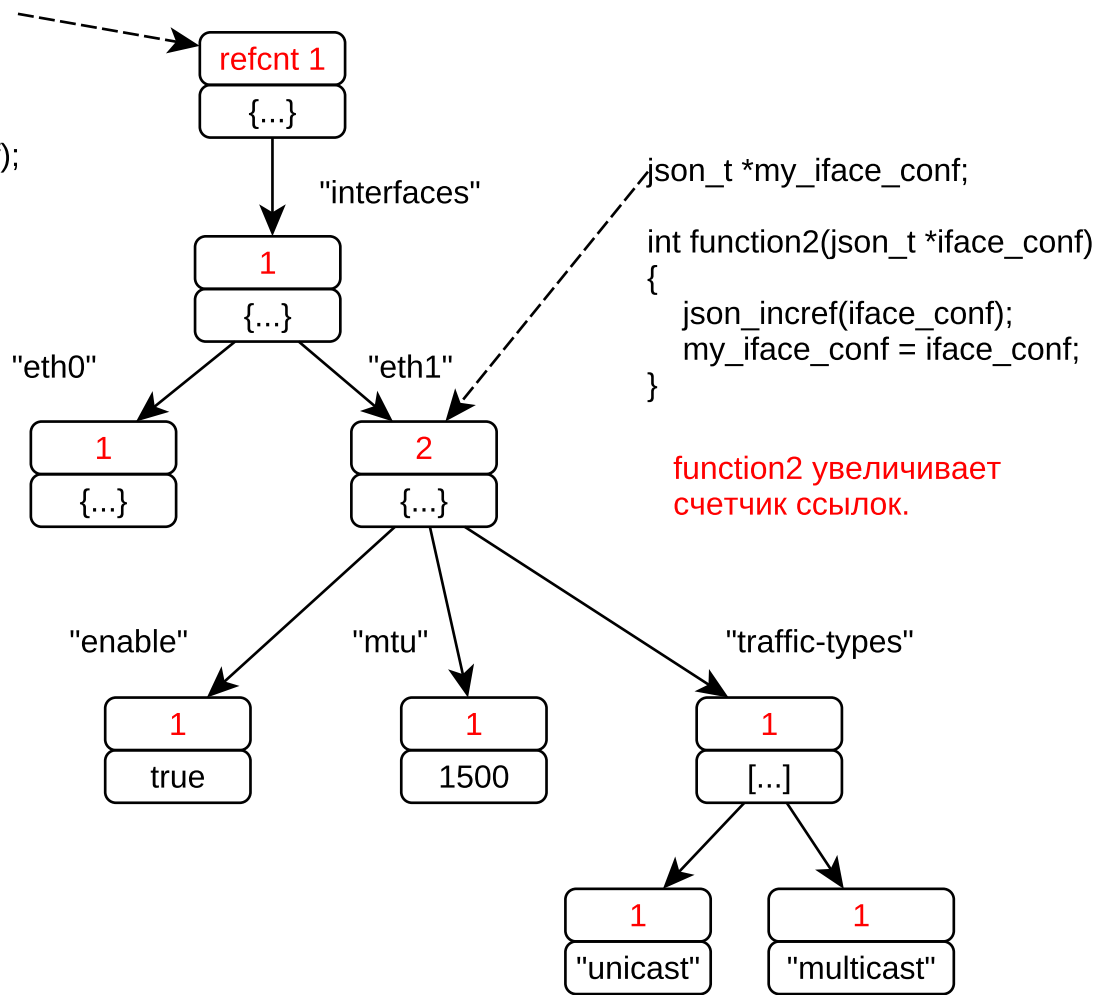 refcnt 1
{...}
);
"interfaces"
json_t *my_iface_conf;
int function2(json_t *iface_conf)
{
json_incref(iface_conf);
my_iface_conf = iface_conf;
}
1
{...}
"eth0"
"eth1"
1
{...}
2
{...}
function2 увеличивает
счетчик ссылок.
"enable"
"mtu"
"traffic-types"
1
true
1
1500
1
[...]
1
"unicast"
1
"multicast"